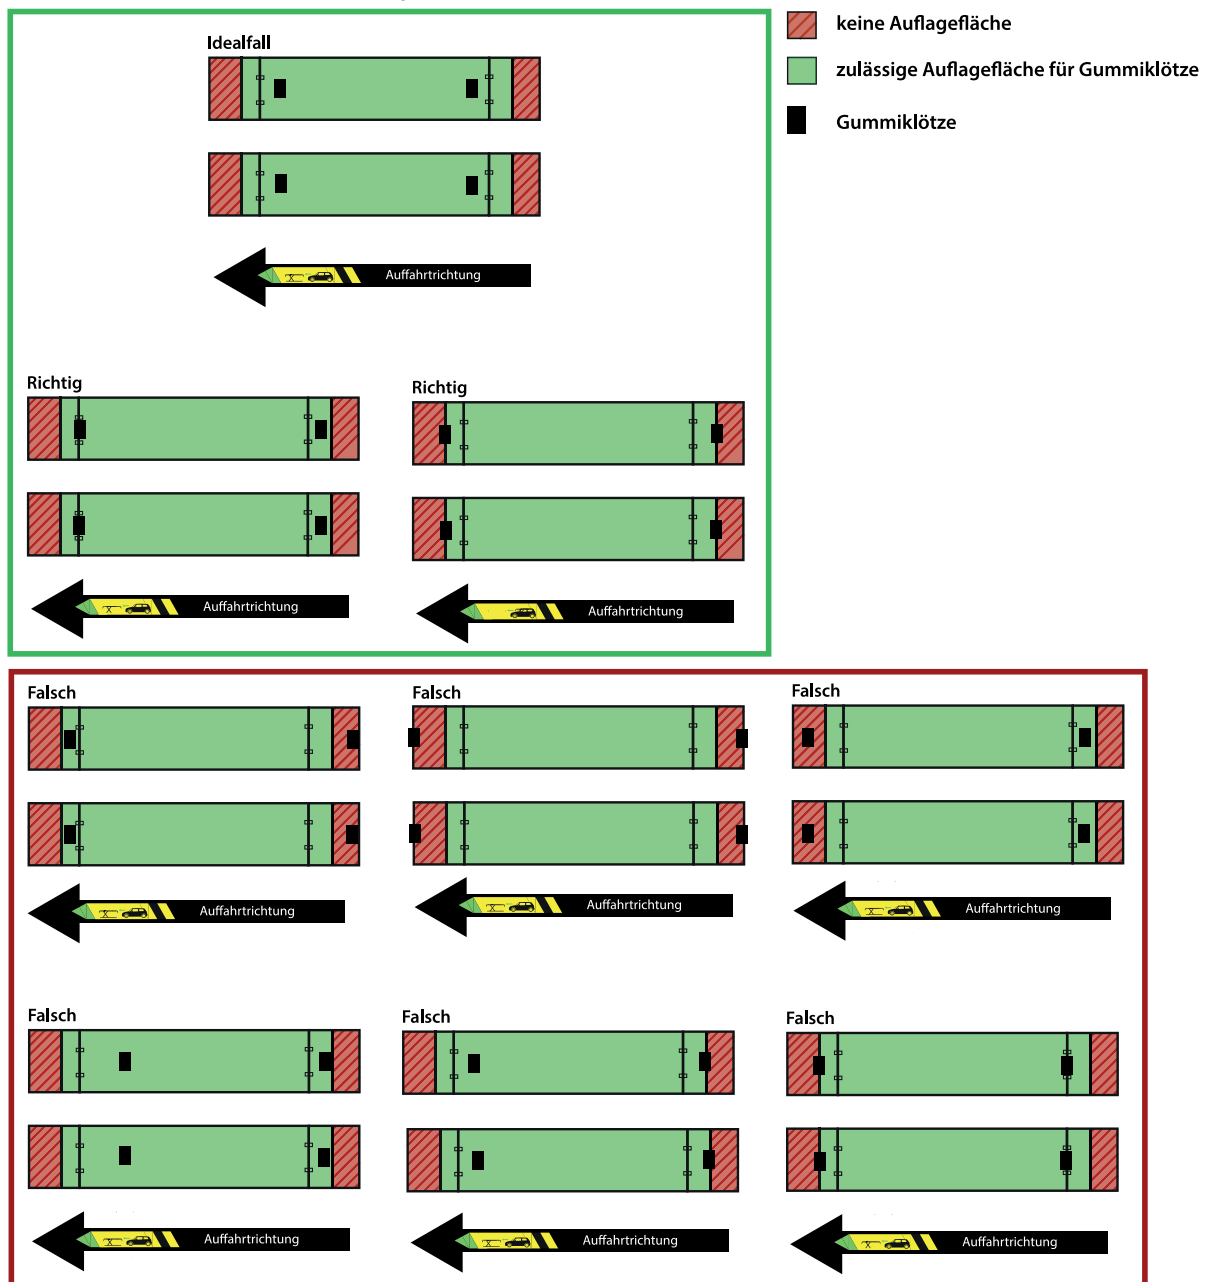 keine Auflagefläche
zulässige Auflagefläche für Gummiklötze
Gummiklötze
Idealfall
Auffahrtrichtung
Richtig
Richtig
Auffahrtrichtung
Auffahrtrichtung
Falsch
Falsch
Falsch
Auffahrtrichtung
Auffahrtrichtung
Auffahrtrichtung
Falsch
Falsch
Falsch
Auffahrtrichtung
Auffahrtrichtung
Auffahrtrichtung